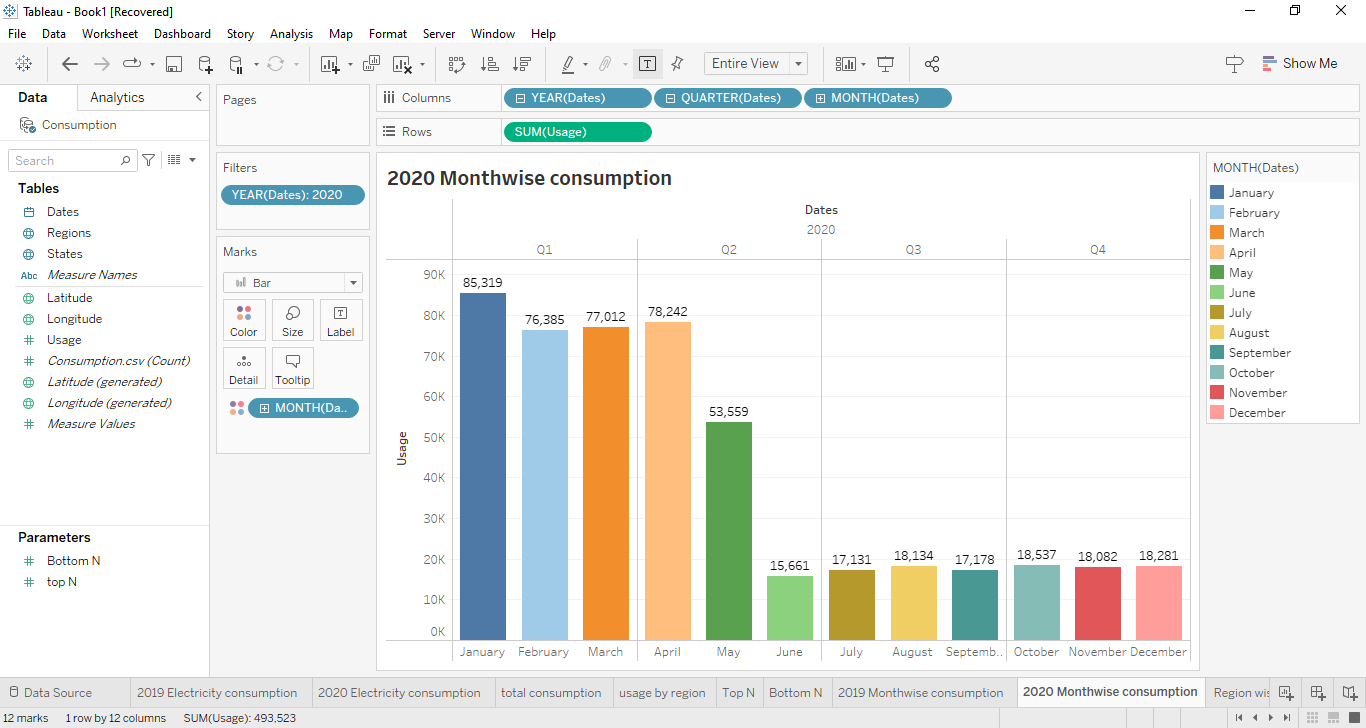 Tableau - Book1 [Recovered]
File Data Worksheet Dashboard Story Analysis Map Format Server Window Help
Entire View
Show Me
Data Analytics
Consumption
Search
Tables
Dates
Regions
States
Abc Measure Names
Latitude
Longitude
Usage
Consumption.csv (Count)
Latitude (generated)
Longitude (generated)
Measure Values
Parameters
Bottom N
top N
Pages
Filters
YEAR(Dates): 2020
Marks
Bar
Color Size Label
Detail Tooltip
MONTH(Da..
Columns YEAR(Dates) QUARTER(Dates) MONTH(Dates)
Rows SUM(Usage)
2020 Monthwise consumption
Dates
2020
Q1 Q2 Q3 Q4
Usage
90K
80K
70K
60K
50K
40K
30K
20K
10K
0K
85,319
76,385
77,012
78,242
53,559
15,661
17,131
18,134
17,178
18,537
18,082
18,281
January February March April May June July August Septemb.. October November December
MONTH(Dates)
January
February
March
April
May
June
July
August
September
October
November
December
Data Source 2019 Electricity consumption 2020 Electricity consumption total consumption usage by region Top N Bottom N 2019 Monthwise consumption 2020 Monthwise consumption Region wis
12 marks 1 row by 12 columns SUM(Usage): 493,523